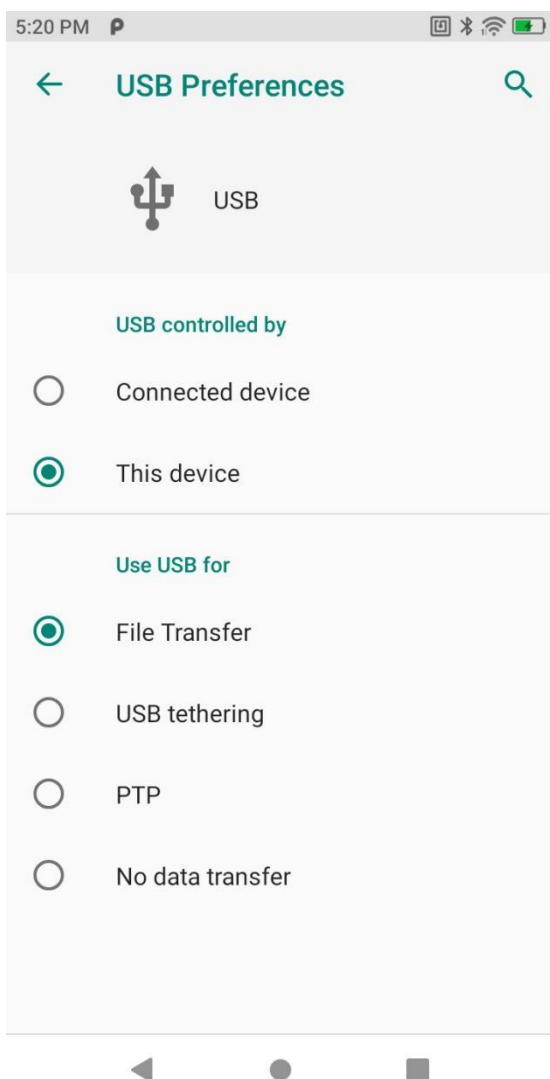 5:20 PM
USB Preferences
USB
USB controlled by
Connected device
This device
Use USB for
File Transfer
USB tethering
PTP
No data transfer